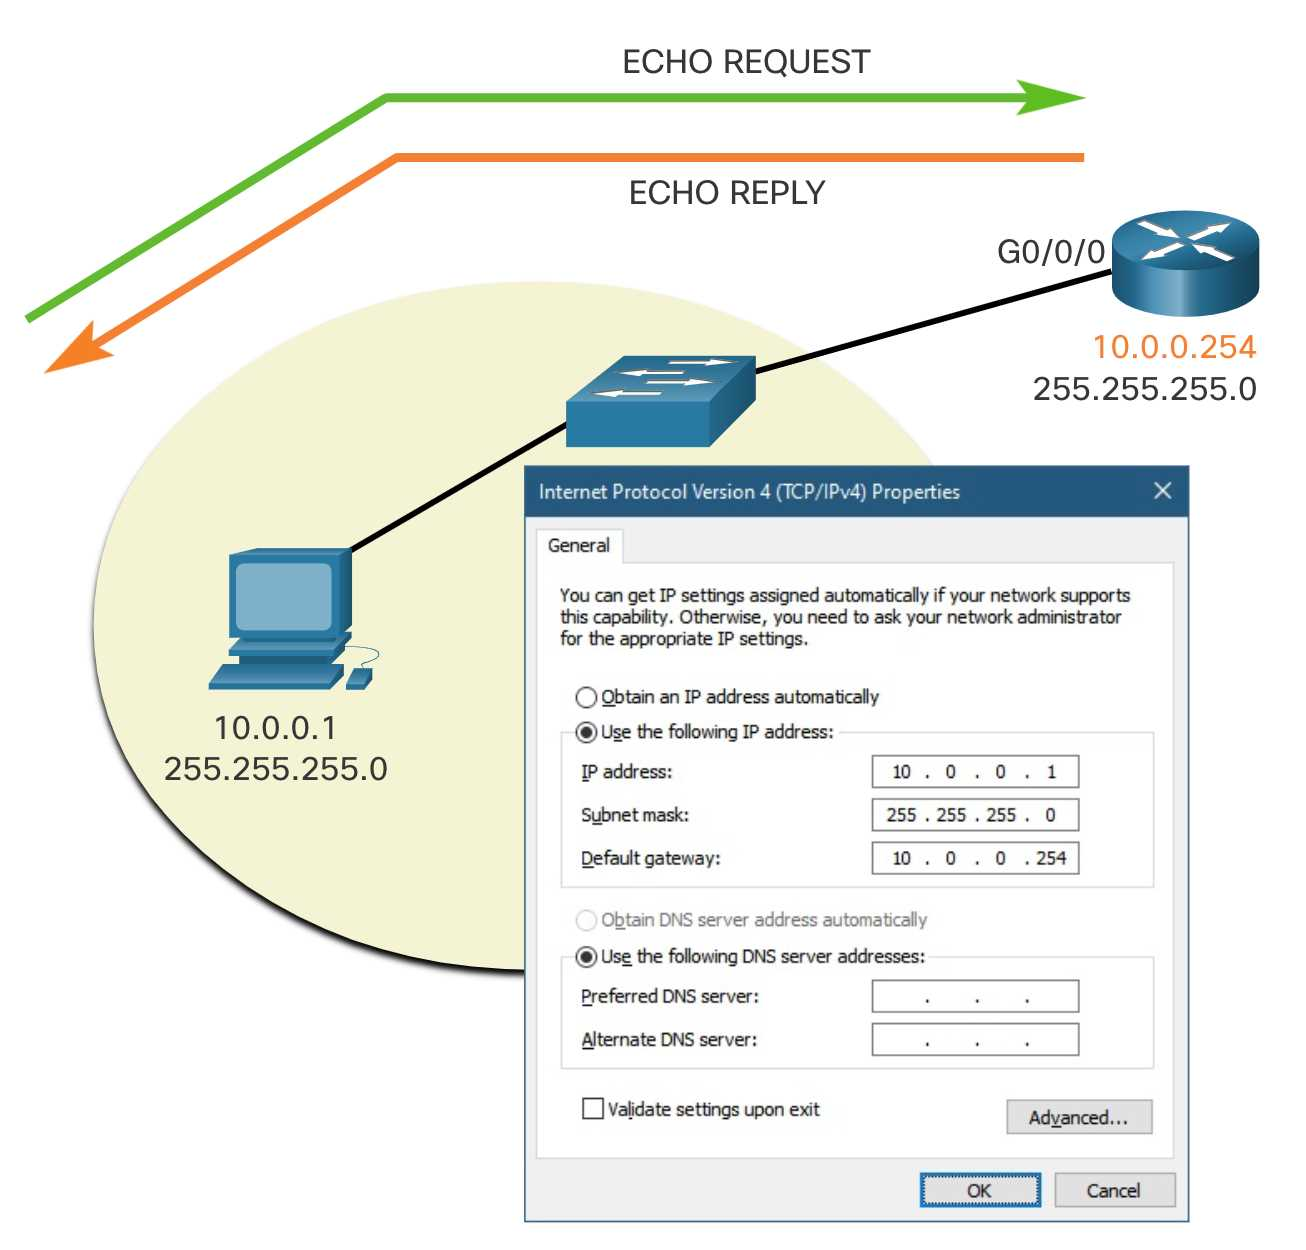 ECHO REQUEST
ECHO REPLY
G0/0/0
10.0.0.254
255.255.255.0
10.0.0.1
255.255.255.0
Internet Protocol Version 4 (TCP/IPv4) Properties
General
You can get IP settings assigned automatically if your network supports
this capability. Otherwise, you need to ask your network administrator
for the appropriate IP settings.
Obtain an IP address automatically
Use the following IP address:
IP address: 10 . 0 . 0 . 1
Subnet mask: 255 . 255 . 255 . 0
Default gateway: 10 . 0 . 0 . 254
Obtain DNS server address automatically
Use the following DNS server addresses:
Preferred DNS server: . . .
Alternate DNS server: . . .
Validate settings upon exit
Advanced...
OK Cancel